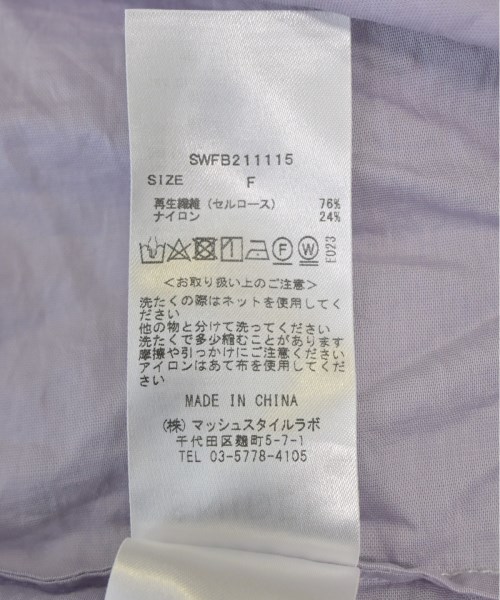 SWFB211115
SIZE F
再生繊維(セルロース) 76%
ナイロン 24%
F W E023
<お取り扱い上のご注意>
洗たくの際はネットを使用してく
ださい
他の物と分けて洗ってください
洗たくで多少縮むことがあります
摩擦や引っかけにご注意ください
アイロンはあて布を使用してくだ
さい
MADE IN CHINA
(株)マッシュスタイルラボ
千代田区麹町5-7-1
TEL 03-5778-4105